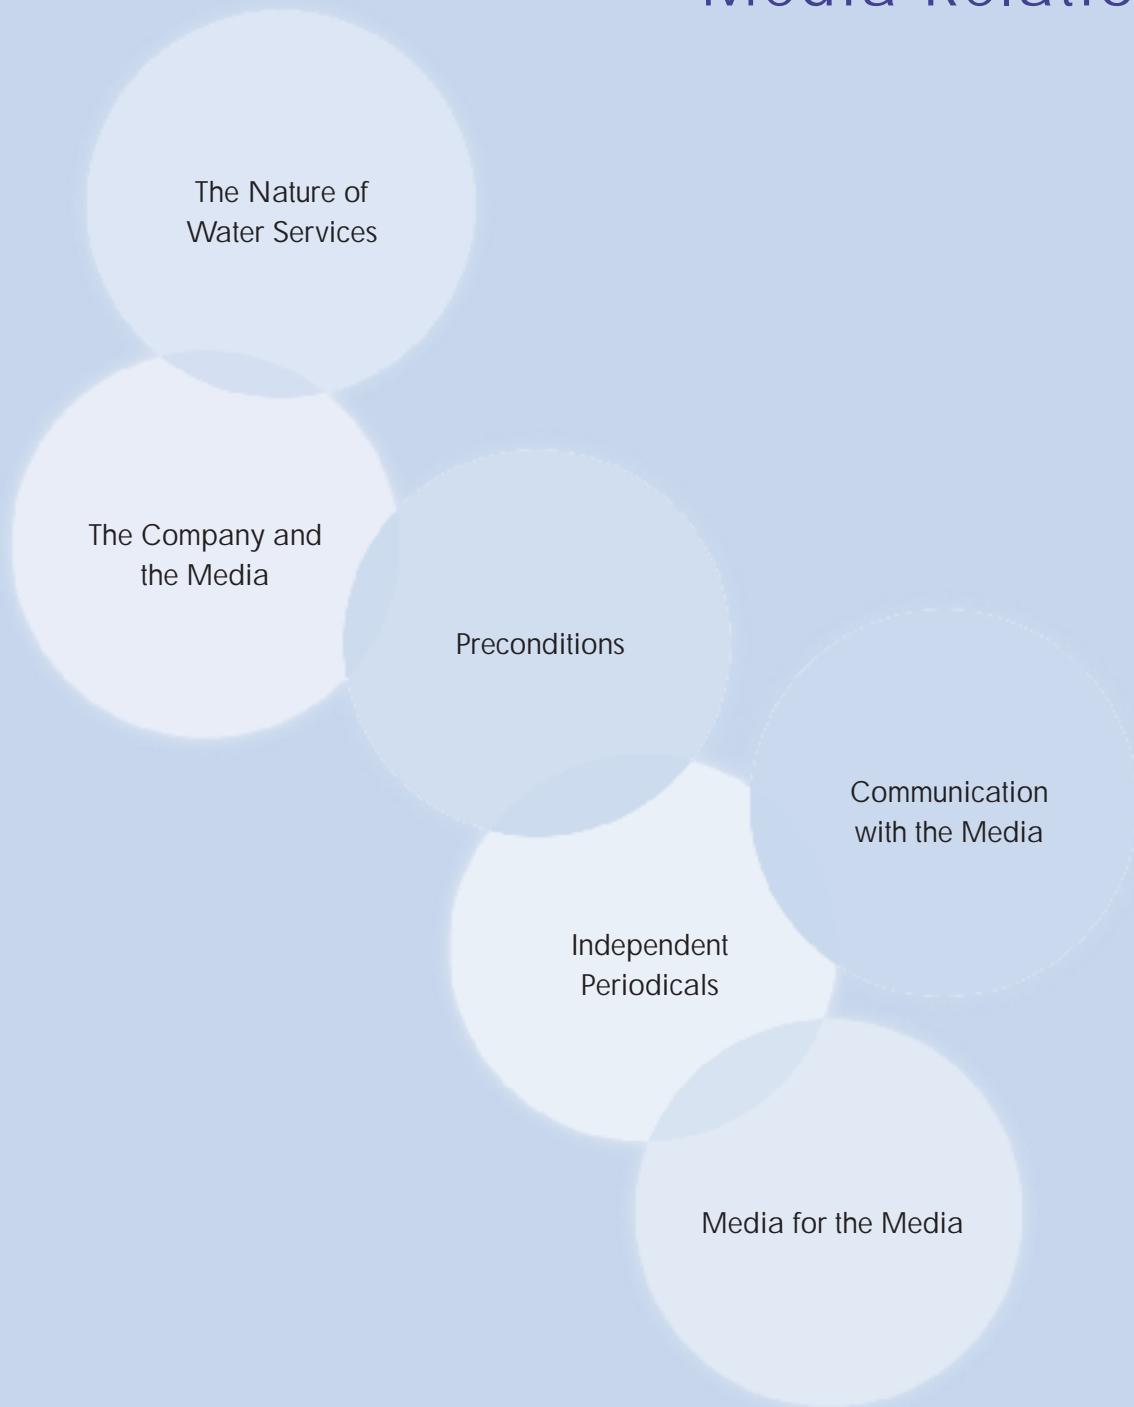 The Nature of
Water Services
The Company and
the Media
Preconditions
Communication
with the Media
Independent
Periodicals
Media for the Media